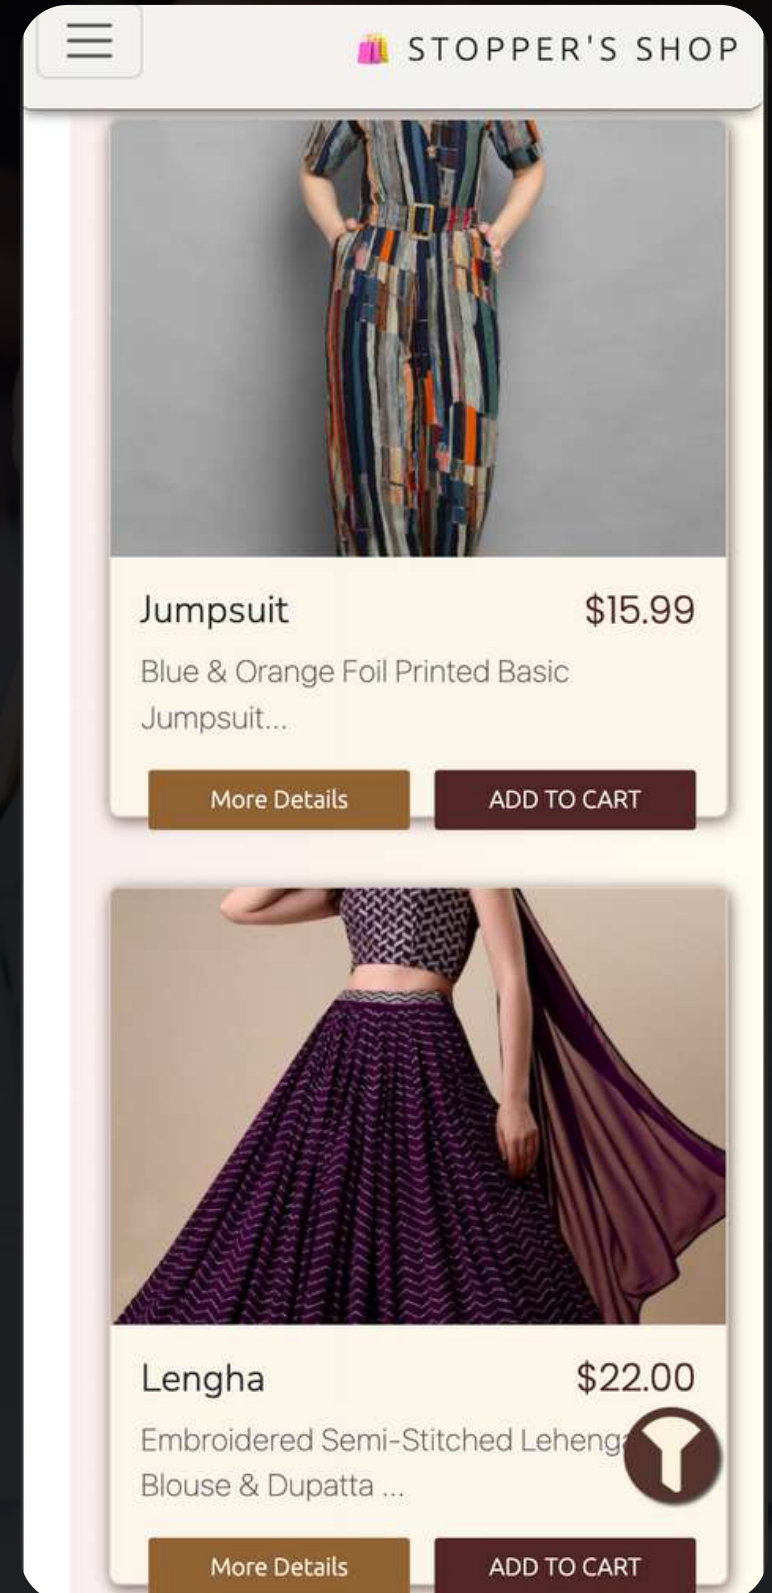 🛍️ STOPPER'S SHOP
Jumpsuit $15.99
Blue & Orange Foil Printed Basic
Jumpsuit...
More Details ADD TO CART
Lengha $22.00
Embroidered Semi-Stitched
Blouse & Dupatta ...
More Details ADD TO CART